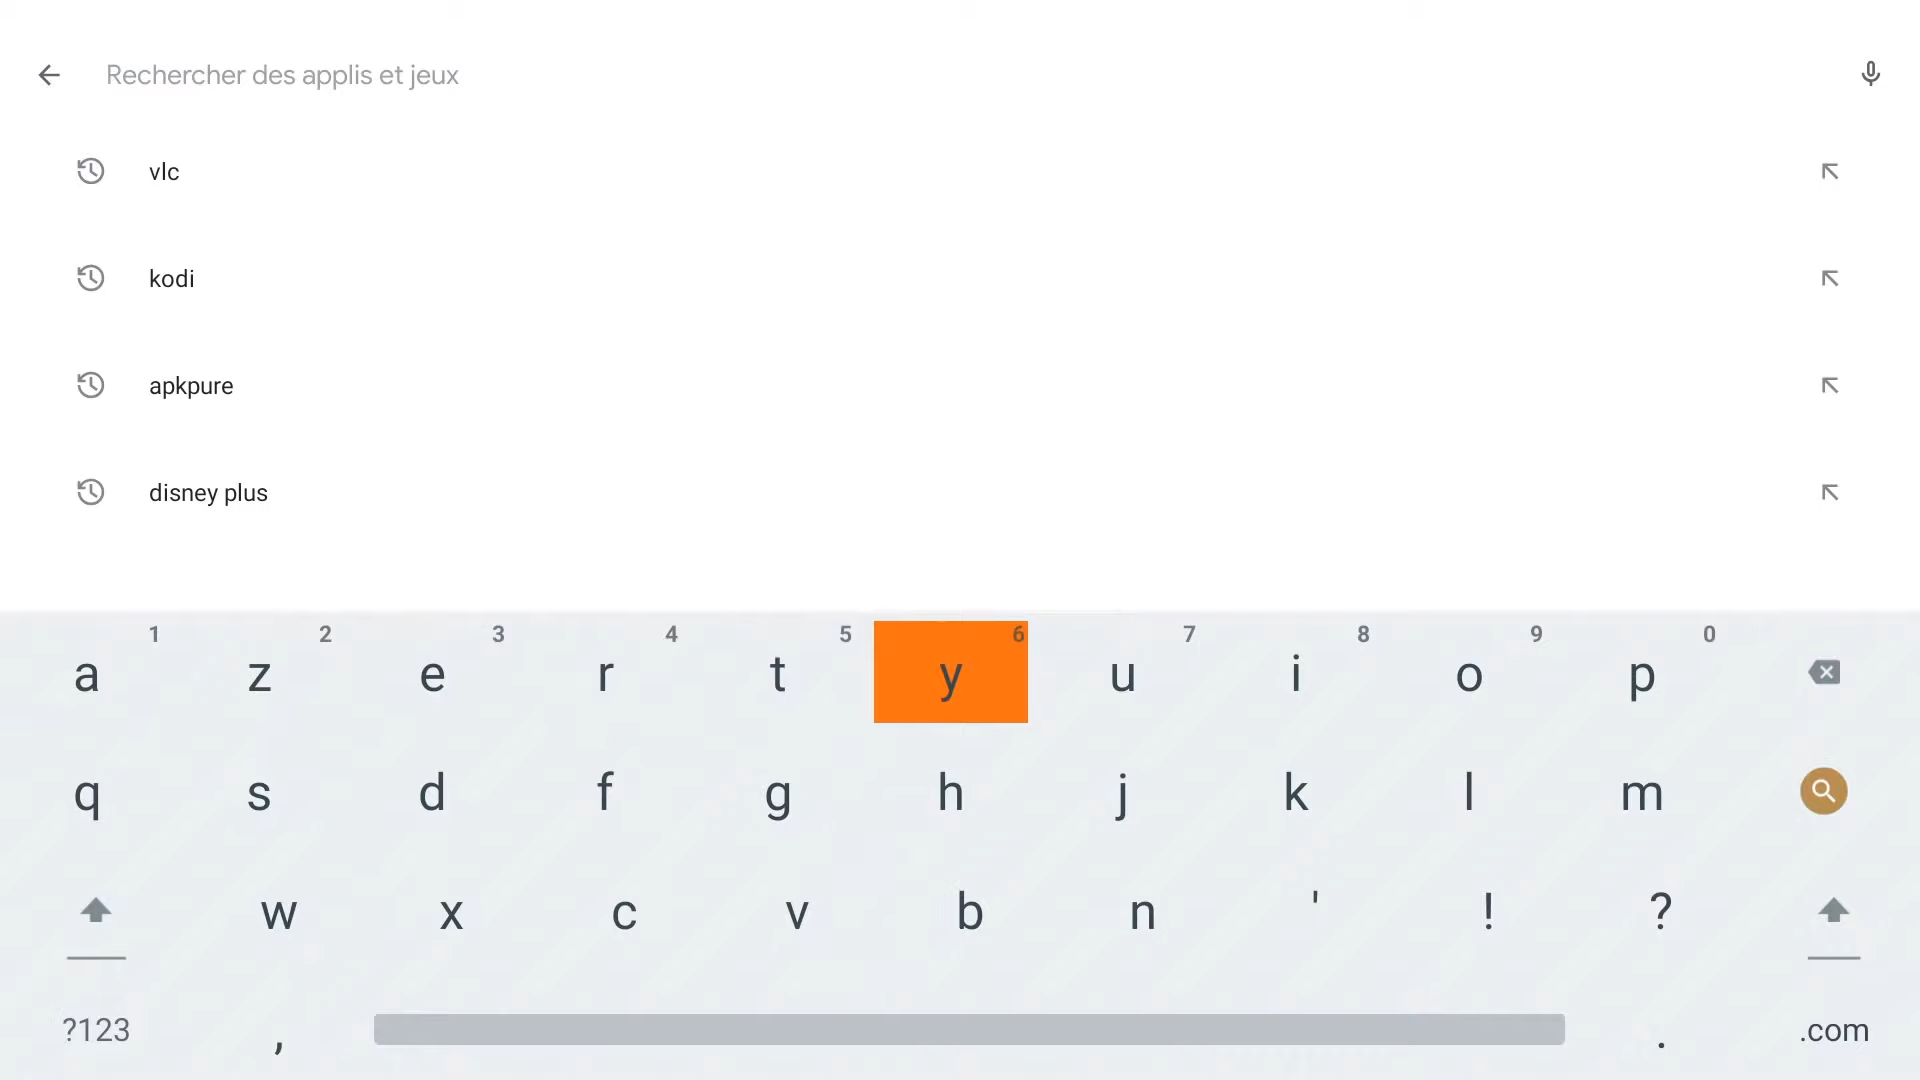 Rechercher des applis et jeux
vlc
kodi
apkpure
disney plus
1 2 3 4 5 6 7 8 9 0
a z e r t y u i o p
q s d f g h j k l m
w x c v b n ' ! ?
?123 , . .com